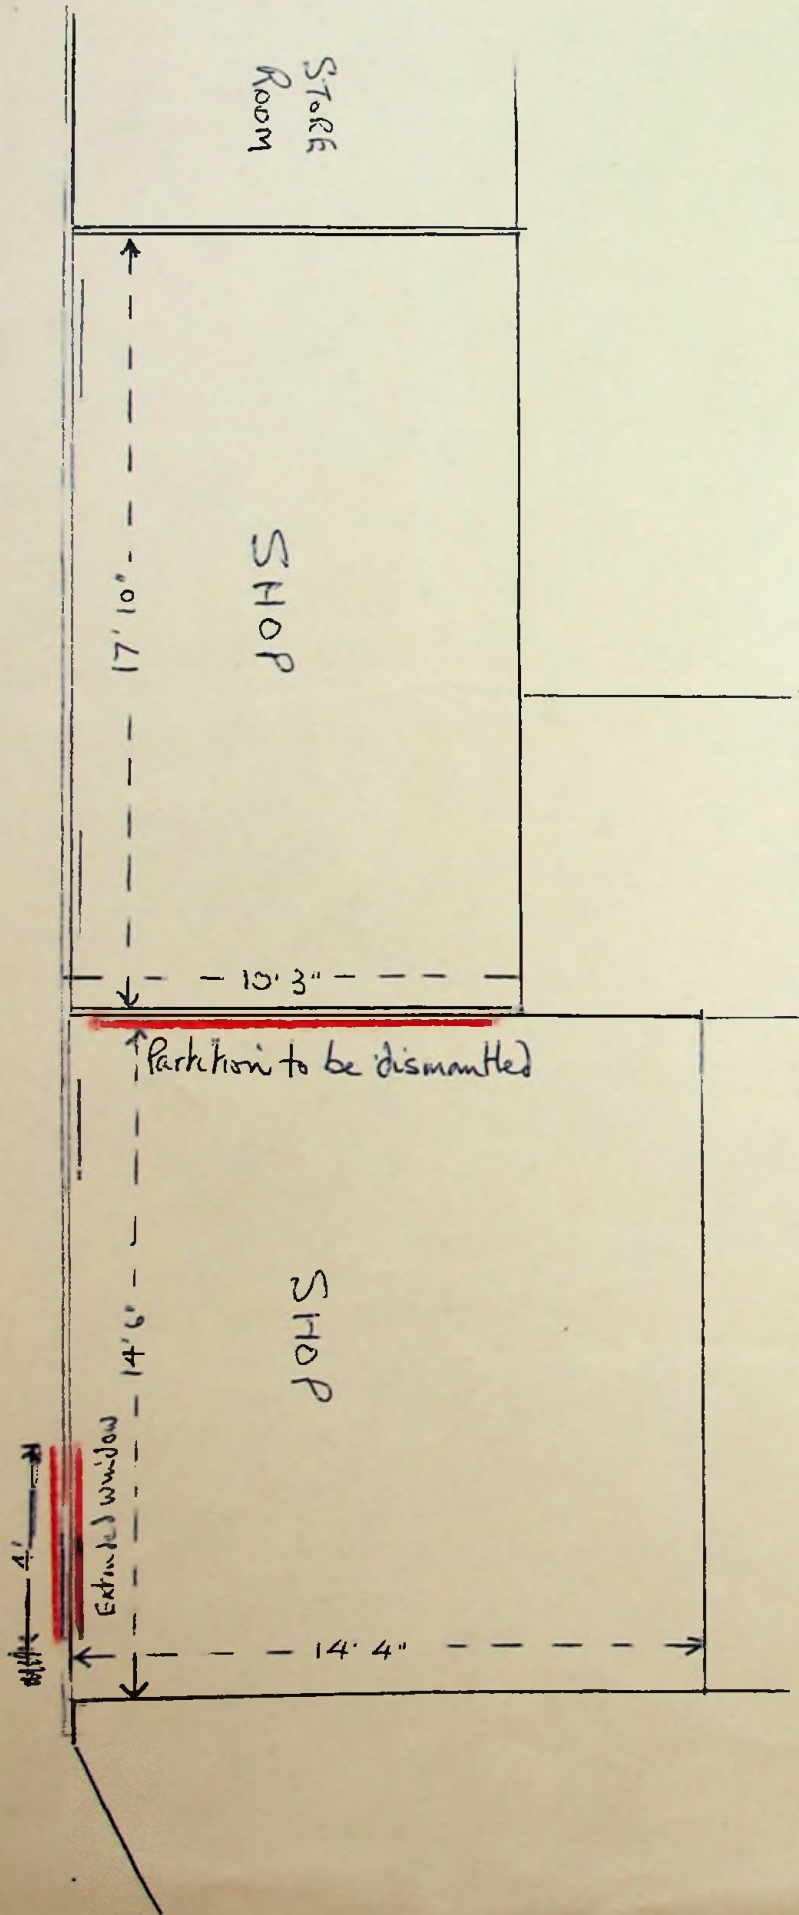 STORE
ROOM
17' 10"
SHOP
10' 3"
Partition to be dismantled
14' 6"
SHOP
Extended window
4'
14' 4"